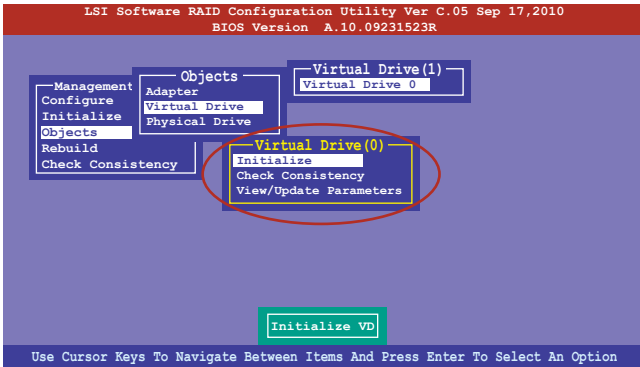 LSI Software RAID Configuration Utility Ver C.05 Sep 17,2010
BIOS Version A.10.09231523R
Management
Configure
Initialize
Objects
Rebuild
Check Consistency
Objects
Adapter
Virtual Drive
Physical Drive
Virtual Drive(1)
Virtual Drive 0
Virtual Drive(0)
Initialize
Check Consistency
View/Update Parameters
Initialize VD
Use Cursor Keys To Navigate Between Items And Press Enter To Select An Option